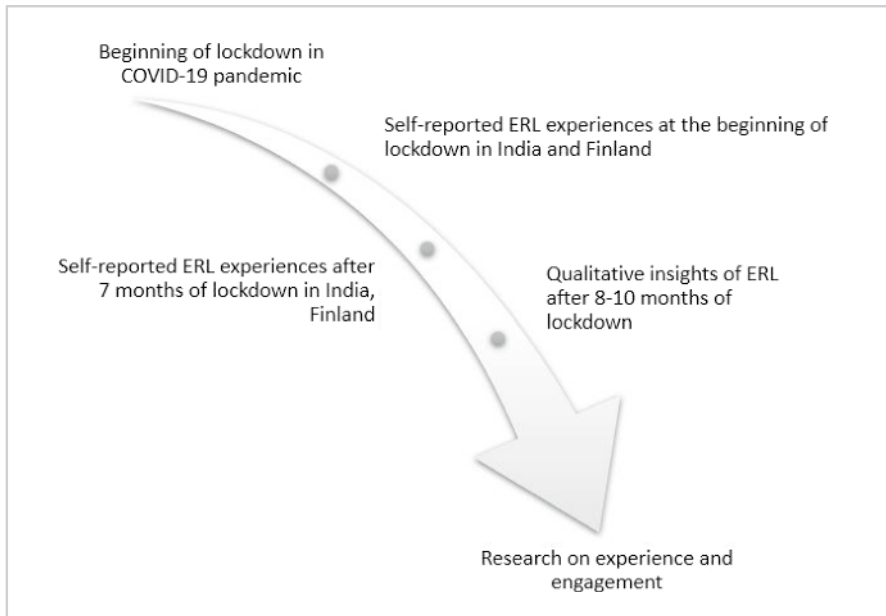 Beginning of lockdown in
COVID-19 pandemic
Self-reported ERL experiences at the beginning of
lockdown in India and Finland
Self-reported ERL experiences after
7 months of lockdown in India,
Finland
Qualitative insights of ERL
after 8-10 months of
lockdown
Research on experience and
engagement